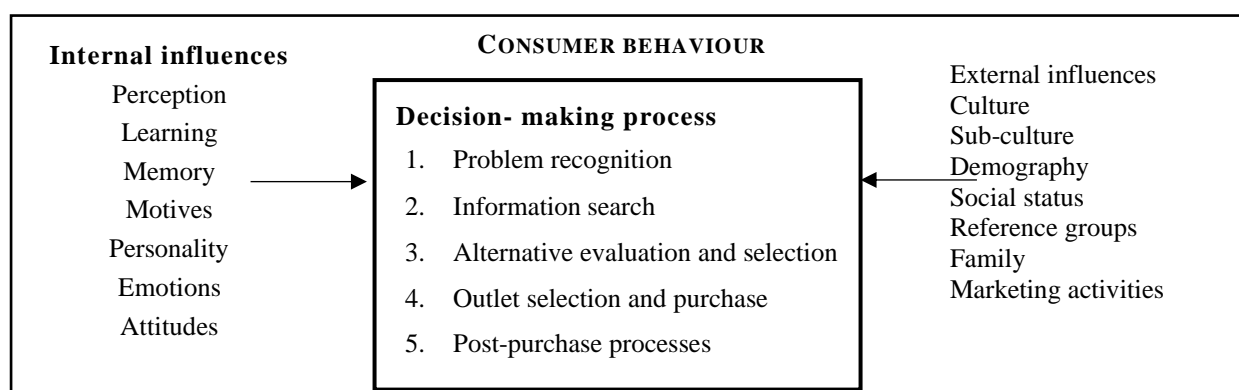 CONSUMER BEHAVIOUR
Internal influences
Perception
Learning
Memory
Motives
Personality
Emotions
Attitudes
Decision- making process
1. Problem recognition
2. Information search
3. Alternative evaluation and selection
4. Outlet selection and purchase
5. Post-purchase processes
External influences
Culture
Sub-culture
Demography
Social status
Reference groups
Family
Marketing activities